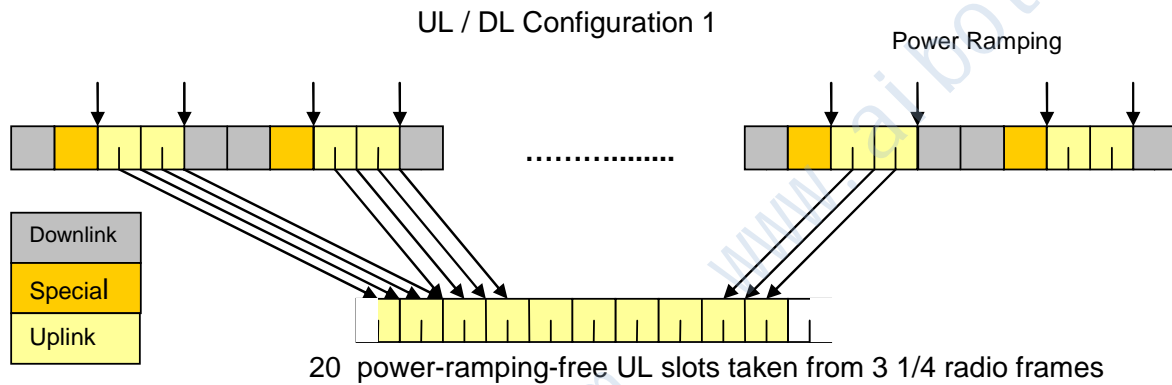 UL / DL Configuration 1
Power Ramping
………........
Downlink
Special
Uplink
20 power-ramping-free UL slots taken from 3 1/4 radio frames